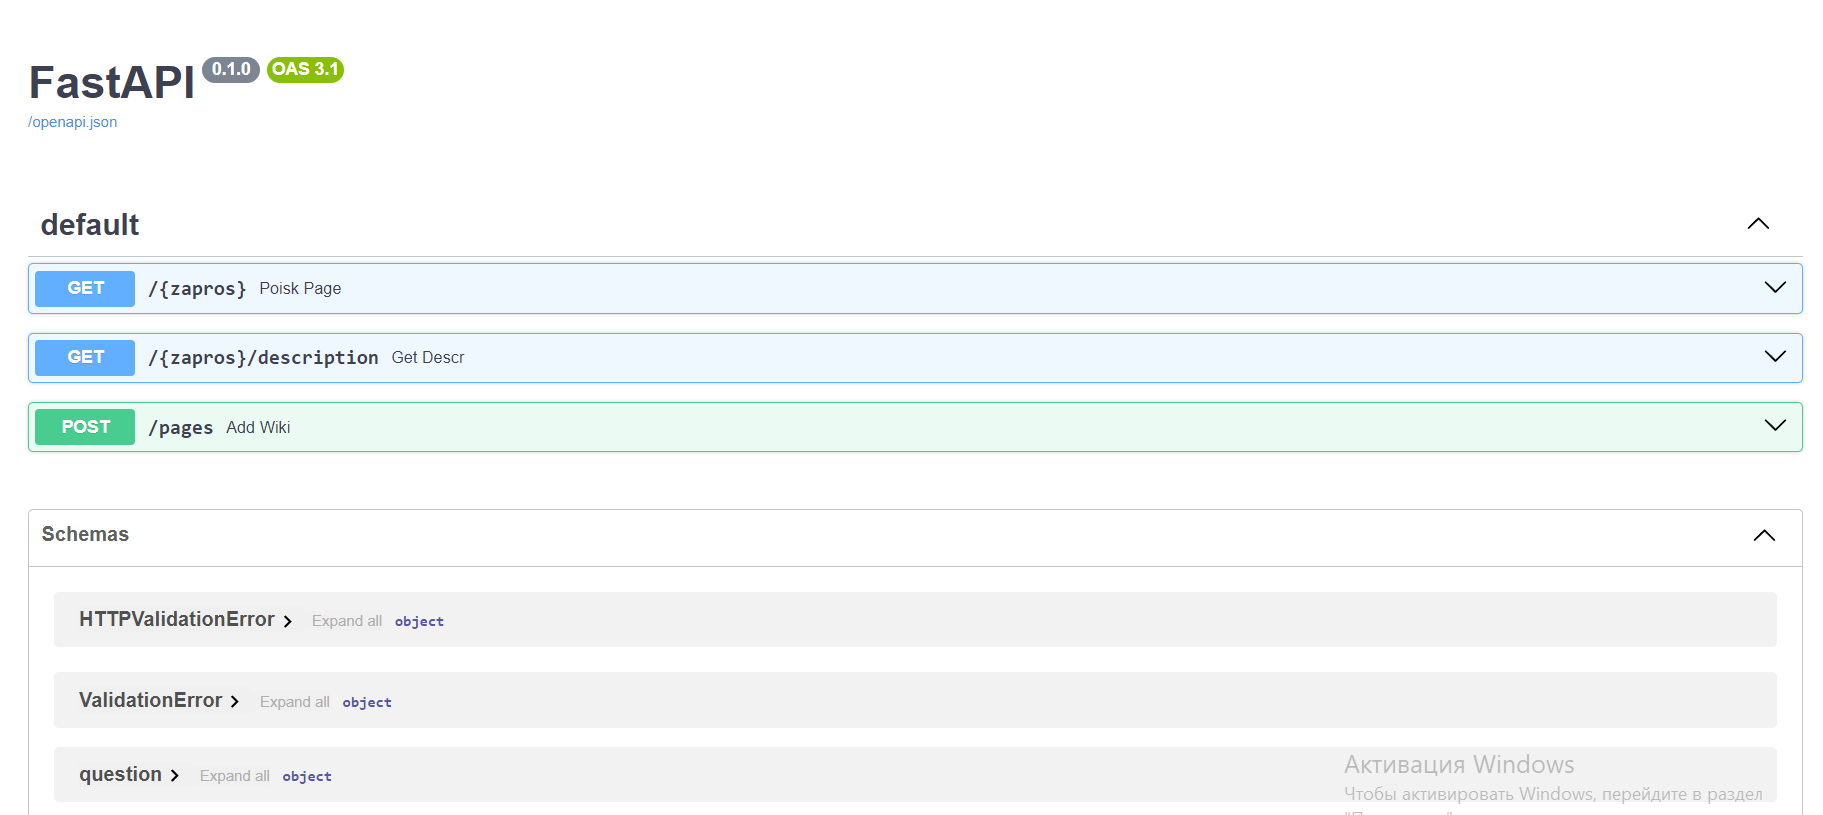 FastAPI 0.1.0 OAS 3.1
/openapi.json
default
GET /{zapros} Poisk Page
GET /{zapros}/description Get Descr
POST /pages Add Wiki
Schemas
HTTPValidationError Expand all object
ValidationError Expand all object
question Expand all object
Активация Windows
Чтобы активировать Windows, перейдите в раздел